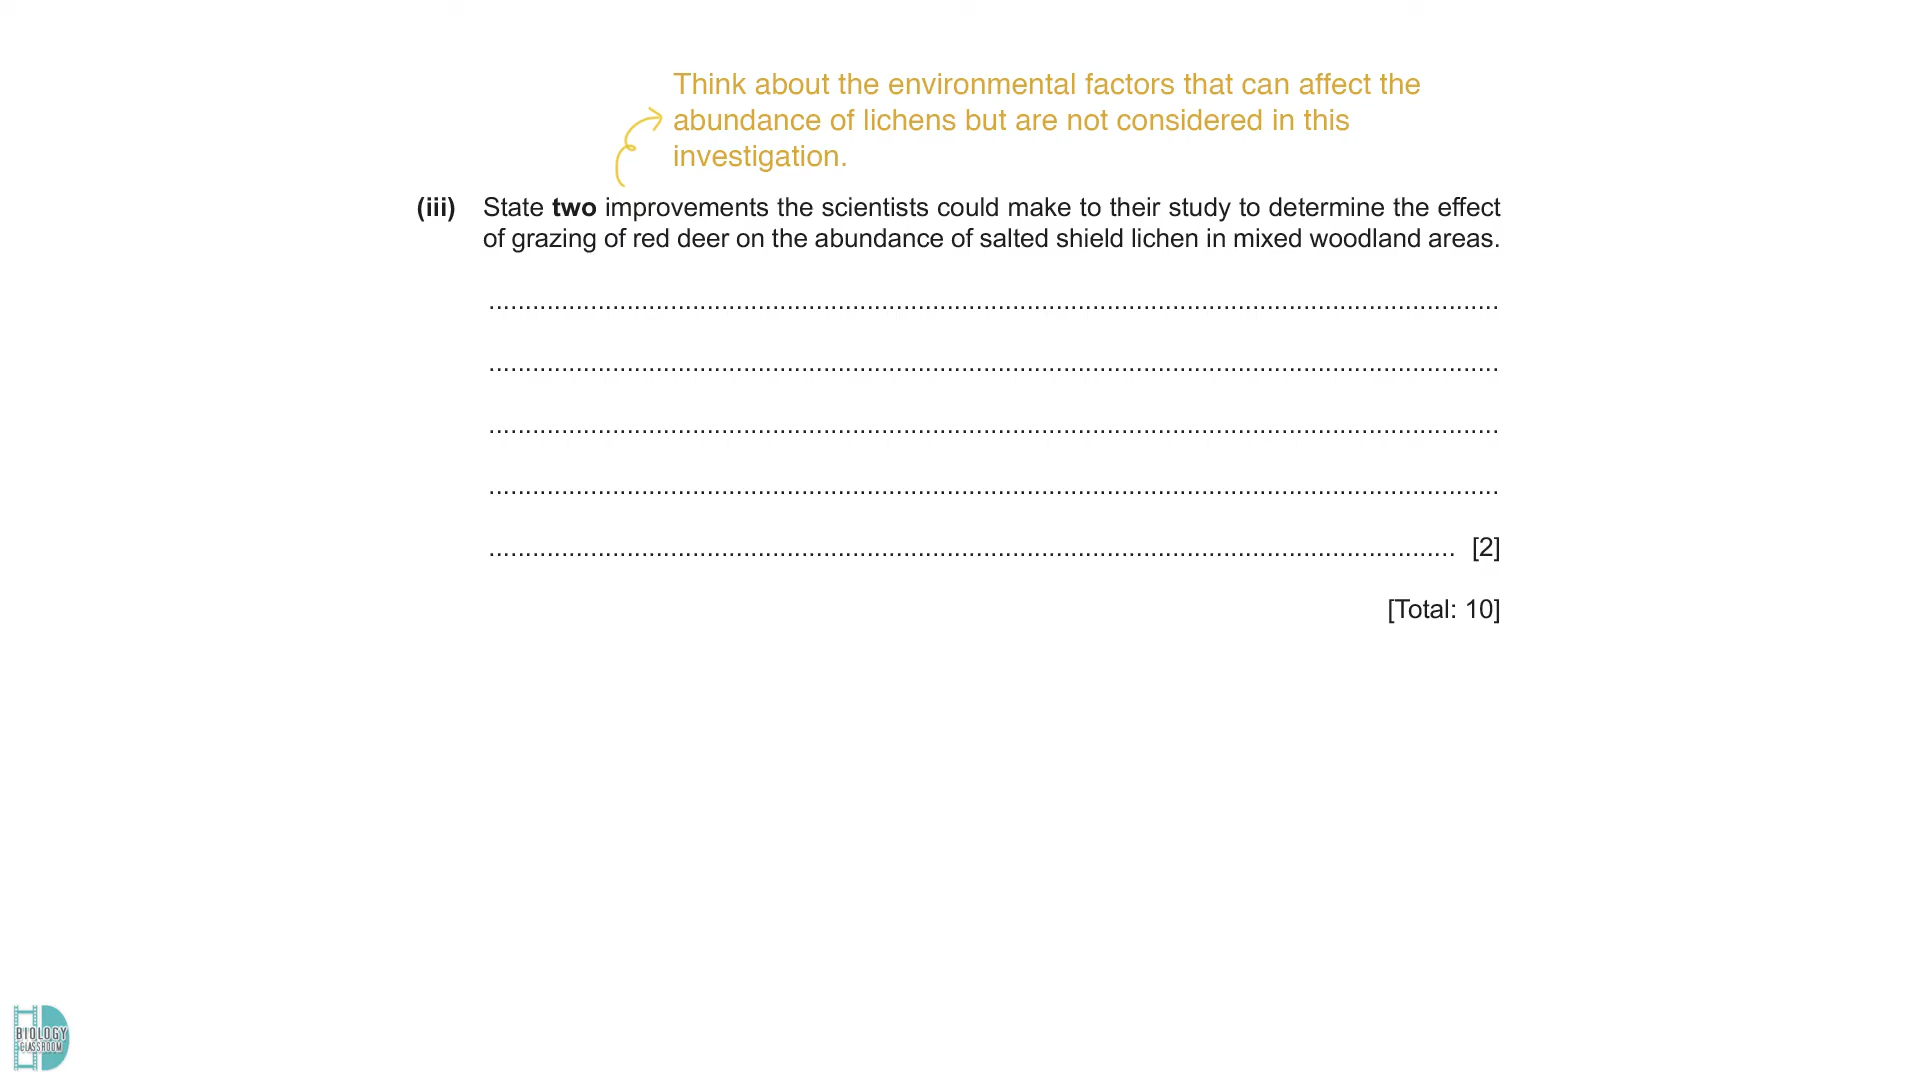 Think about the environmental factors that can affect the
abundance of lichens but are not considered in this
investigation.
(iii) State two improvements the scientists could make to their study to determine the effect
of grazing of red deer on the abundance of salted shield lichen in mixed woodland areas.
[2]
[Total: 10]
BIOLOGY
CLASSROOM